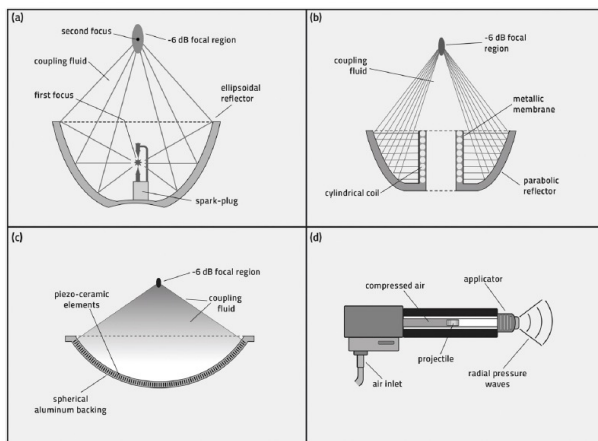 (a)
second focus
-6 dB focal region
coupling fluid
first focus
ellipsoidal
reflector
spark-plug
(b)
-6 dB focal
region
coupling
fluid
metallic
membrane
cylindrical coil
parabolic
reflector
(c)
-6 dB focal region
piezo-ceramic
elements
coupling
fluid
spherical
aluminum backing
(d)
compressed air
applicator
projectile
air inlet
radial pressure
waves